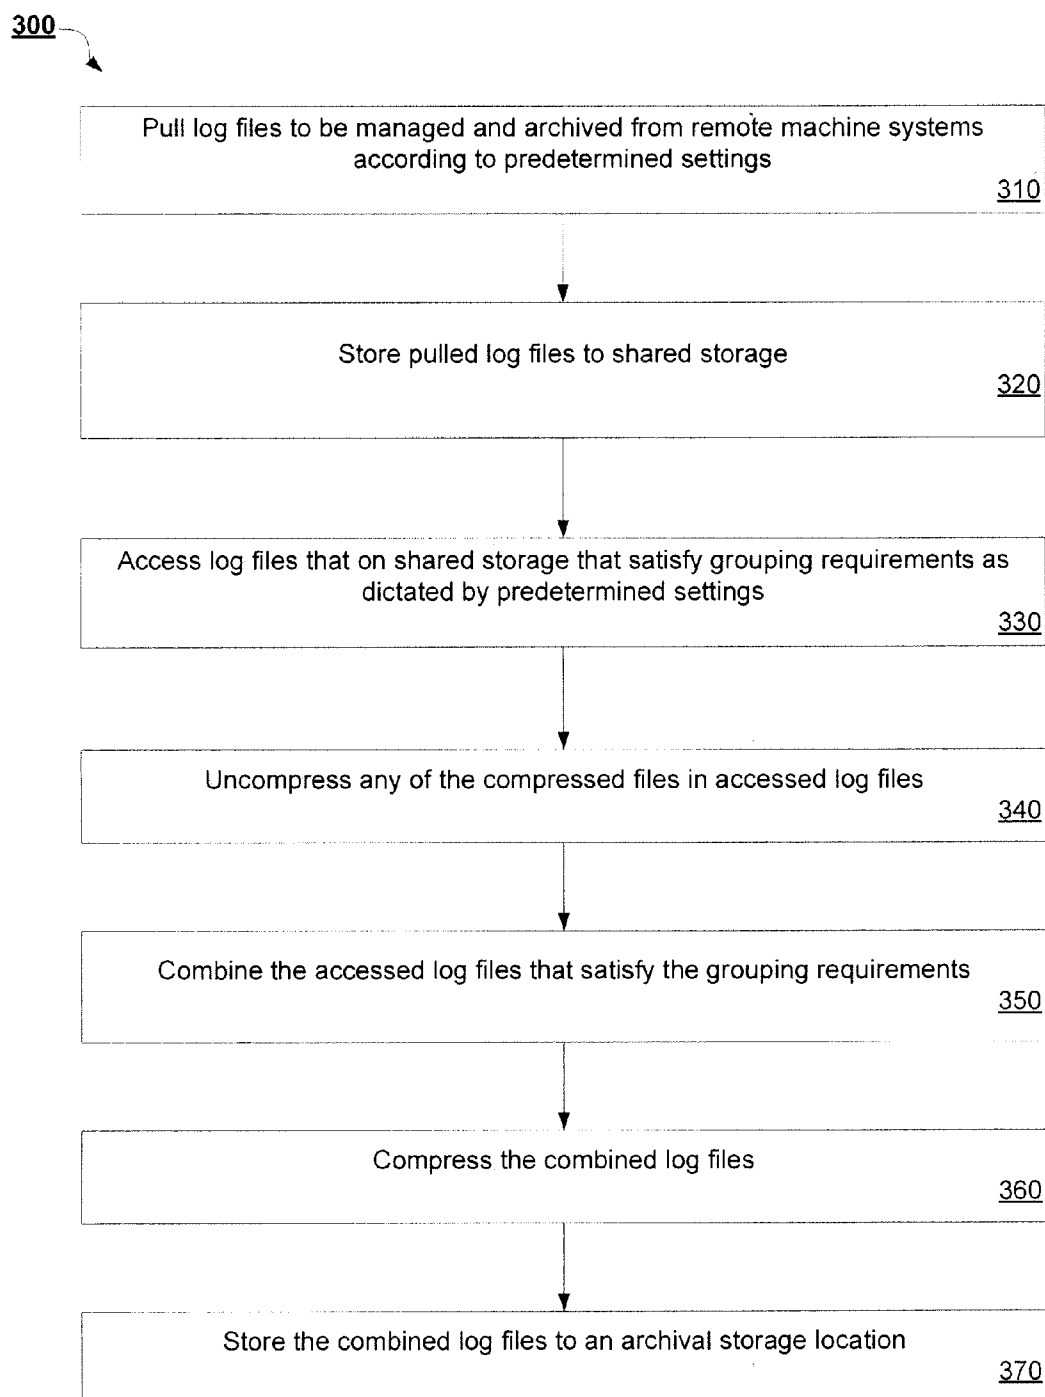 300
Pull log files to be managed and archived from remote machine systems
according to predetermined settings
310
Store pulled log files to shared storage
320
Access log files that on shared storage that satisfy grouping requirements as
dictated by predetermined settings
330
Uncompress any of the compressed files in accessed log files
340
Combine the accessed log files that satisfy the grouping requirements
350
Compress the combined log files
360
Store the combined log files to an archival storage location
370